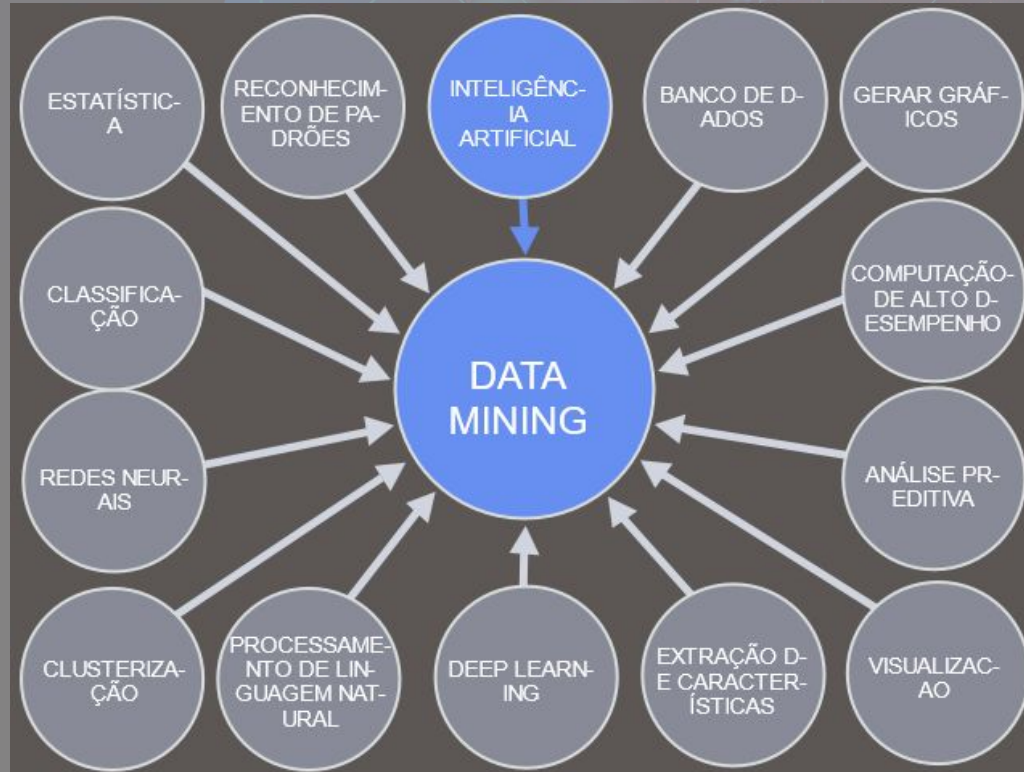 ESTATÍSTIC-
A
RECONHECIM-
ENTO DE PA-
DRÕES
INTELIGÊNC-
IA
ARTIFICIAL
BANCO DE D-
ADOS
GERAR GRÁF-
ICOS
CLASSIFICA-
ÇÃO
COMPUTAÇÃO-
DE ALTO D-
ESEMPENHO
DATA
MINING
REDES NEUR-
AIS
ANÁLISE PR-
EDITIVA
CLUSTERIZA-
ÇÃO
PROCESSAME-
NTO DE LIN-
GUAGEM NAT-
URAL
DEEP LEARN-
ING
EXTRAÇÃO D-
E CARACTER-
ÍSTICAS
VISUALIZAC-
AO